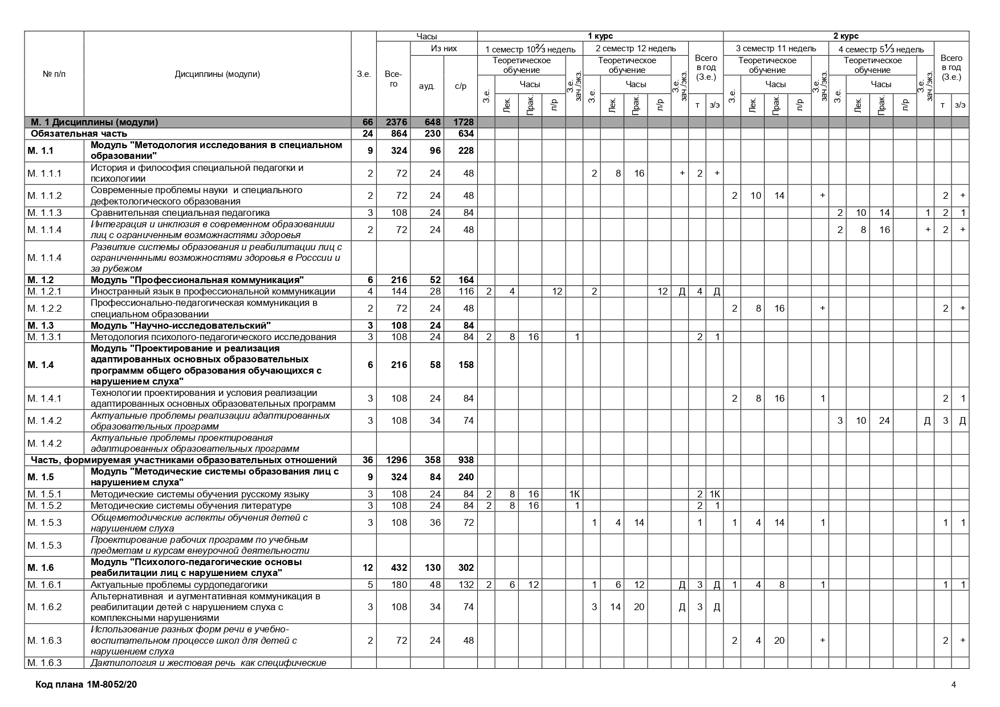 № п/п Дисциплины (модули) З.е. Часы 1 курс 2 курс
Все-
го
Из них
ауд. с/р
1 семестр 10⅔ недель 2 семестр 12 недель Всего
в год
(З.е.) 3 семестр 11 недель 4 семестр 5⅓ недель Всего
в год
(З.е.)
Теоретическое
обучение З.е.
зач./экз. Теоретическое
обучение З.е.
зач./экз. Теоретическое
обучение З.е.
зач./экз. Теоретическое
обучение З.е.
зач./экз.
З.е. Часы З.е. Часы З.е. Часы З.е. Часы
Лек. Прак. л/р Лек. Прак. л/р т з/э Лек. Прак. л/р Лек. Прак. л/р т з/э
М. 1 Дисциплины (модули) 66 2376 648 1728
Обязательная часть 24 864 230 634
М. 1.1 Модуль "Методология исследования в специальном
образовании" 9 324 96 228
М. 1.1.1 История и философия специальной педагогки и
психологиии 2 72 24 48 2 8 16 + 2 +
М. 1.1.2 Современные проблемы науки и специального
дефектологического образования 2 72 24 48 2 10 14 + 2 +
М. 1.1.3 Сравнительная специальная педагогика 3 108 24 84 2 10 14 1 2 1
М. 1.1.4 Интеграция и инклюзия в современном образованиии
лиц с ограниченным возможнастями здоровья 2 72 24 48 2 8 16 + 2 +
М. 1.1.4 Развитие системы образования и реабилитации лиц с
ограниченнными возможностями здоровья в Росссии и
за рубежом
М. 1.2 Модуль "Профессиональная коммуникация" 6 216 52 164
М. 1.2.1 Иностранный язык в профессиональной коммуникации 4 144 28 116 2 4 12 2 12 Д 4 Д
М. 1.2.2 Профессионально-педагогическая коммуникация в
специальном образовании 2 72 24 48 2 8 16 + 2 +
М. 1.3 Модуль "Научно-исследовательский" 3 108 24 84
М. 1.3.1 Методология психолого-педагогического исследования 3 108 24 84 2 8 16 1 2 1
М. 1.4 Модуль "Проектирование и реализация
адаптированных основных образовательных
программм общего образования обучающихся с
нарушением слуха" 6 216 58 158
М. 1.4.1 Технологии проектирования и условия реализации
адаптированных основных образовательных программ 3 108 24 84 2 8 16 1 2 1
М. 1.4.2 Актуальные проблемы реализации адаптированных
образовательных программ 3 108 34 74 3 10 24 Д 3 Д
М. 1.4.2 Актуальные проблемы проектирования
адаптированных образовательных программ
Часть, формируемая участниками образовательных отношений 36 1296 358 938
М. 1.5 Модуль "Методические системы образования лиц с
нарушением слуха" 9 324 84 240
М. 1.5.1 Методические системы обучения русскому языку 3 108 24 84 2 8 16 1К 2 1К
М. 1.5.2 Методические системы обучения литературе 3 108 24 84 2 8 16 1 2 1
М. 1.5.3 Общеметодические аспекты обучения детей с
нарушением слуха 3 108 36 72 1 4 14 1 1 4 14 1 1 1
М. 1.5.3 Проектирование рабочих программ по учебным
предметам и курсам внеурочной деятельности
М. 1.6 Модуль "Психолого-педагогические основы
реабилитации лиц с нарушением слуха" 12 432 130 302
М. 1.6.1 Актуальные проблемы сурдопедагогики 5 180 48 132 2 6 12 1 6 12 Д 3 Д 1 4 8 1 1 1
М. 1.6.2 Альтернативная и аугментативная коммуникация в
реабилитации детей с нарушением слуха с
комплексными нарушениями 3 108 34 74 3 14 20 Д 3 Д
М. 1.6.3 Использование разных форм речи в учебно-
воспитательном процессе школ для детей с
нарушением слуха 2 72 24 48 2 4 20 + 2 +
М. 1.6.3 Дактилология и жестовая речь как специфические
Код плана 1М-8052/20 4